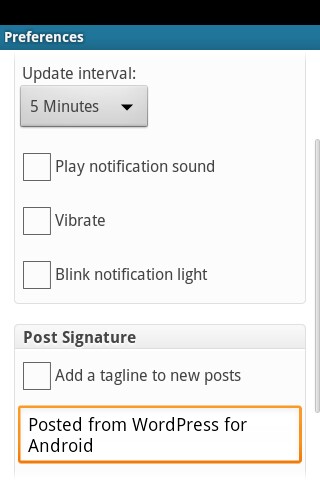 Preferences
Update interval:
5 Minutes
Play notification sound
Vibrate
Blink notification light
Post Signature
Add a tagline to new posts
Posted from WordPress for
Android